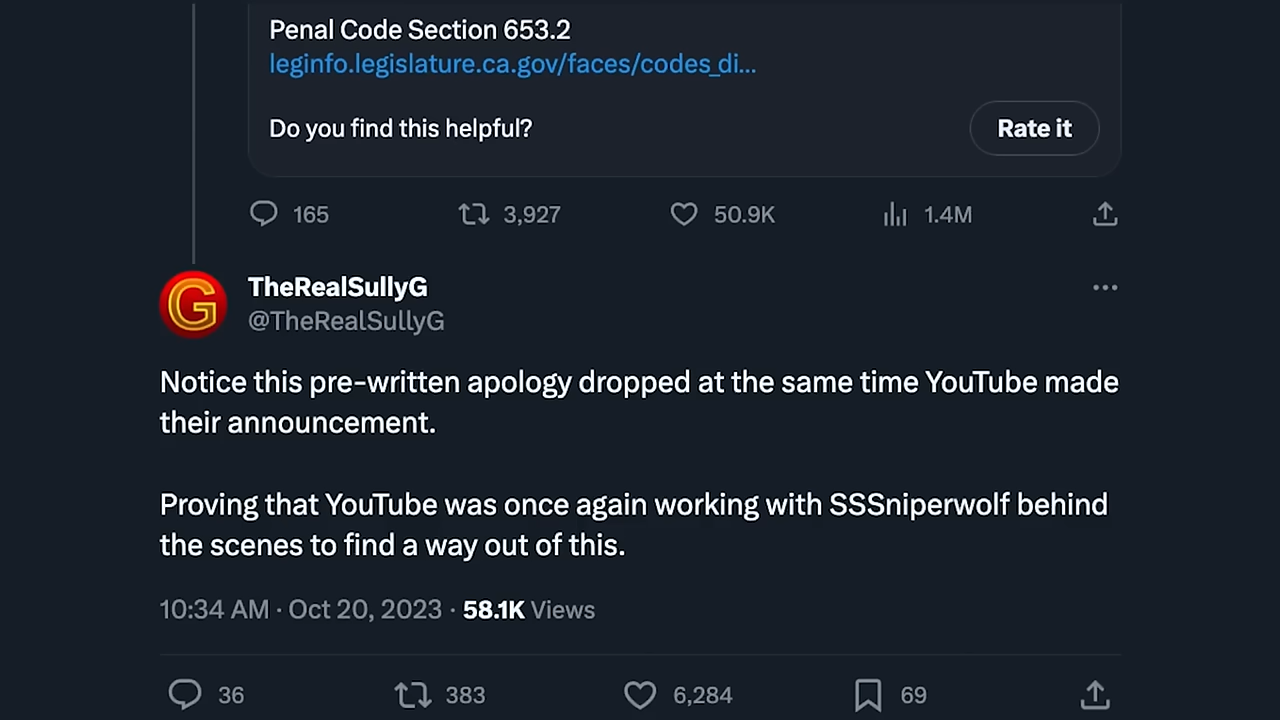 Penal Code Section 653.2
leginfo.legislature.ca.gov/faces/codes_di...
Do you find this helpful?
Rate it
165 3,927 50.9K 1.4M
G
TheRealSullyG
@TheRealSullyG
Notice this pre-written apology dropped at the same time YouTube made
their announcement.
Proving that YouTube was once again working with SSSniperwolf behind
the scenes to find a way out of this.
10:34 AM · Oct 20, 2023 · 58.1K Views
36 383 6,284 69